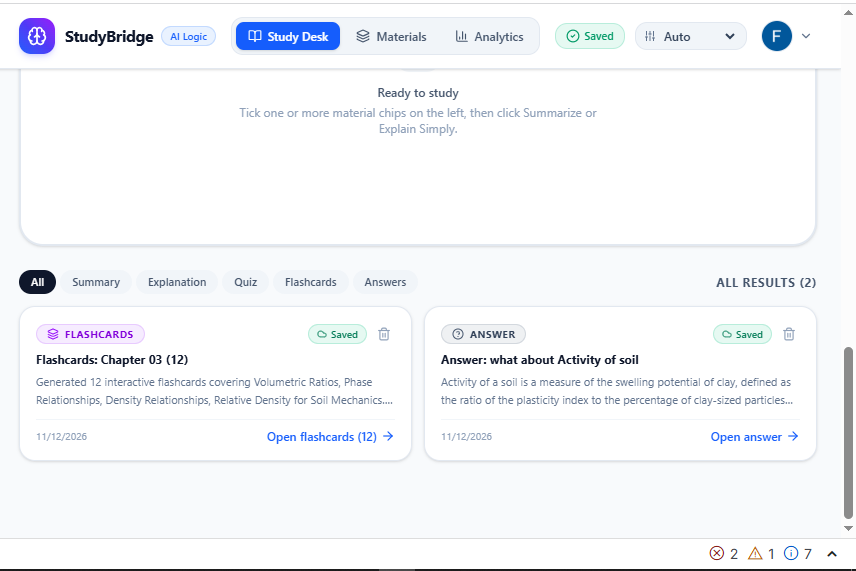 StudyBridge
AI Logic
Study Desk
Materials
Analytics
Saved
Auto
F
Ready to study
Tick one or more material chips on the left, then click Summarize or
Explain Simply.
All
Summary
Explanation
Quiz
Flashcards
Answers
ALL RESULTS (2)
FLASHCARDS
Saved
Flashcards: Chapter 03 (12)
Generated 12 interactive flashcards covering Volumetric Ratios, Phase
Relationships, Density Relationships, Relative Density for Soil Mechanics....
11/12/2026
Open flashcards (12)
ANSWER
Saved
Answer: what about Activity of soil
Activity of a soil is a measure of the swelling potential of clay, defined as
the ratio of the plasticity index to the percentage of clay-sized particles...
11/12/2026
Open answer
2
1
7